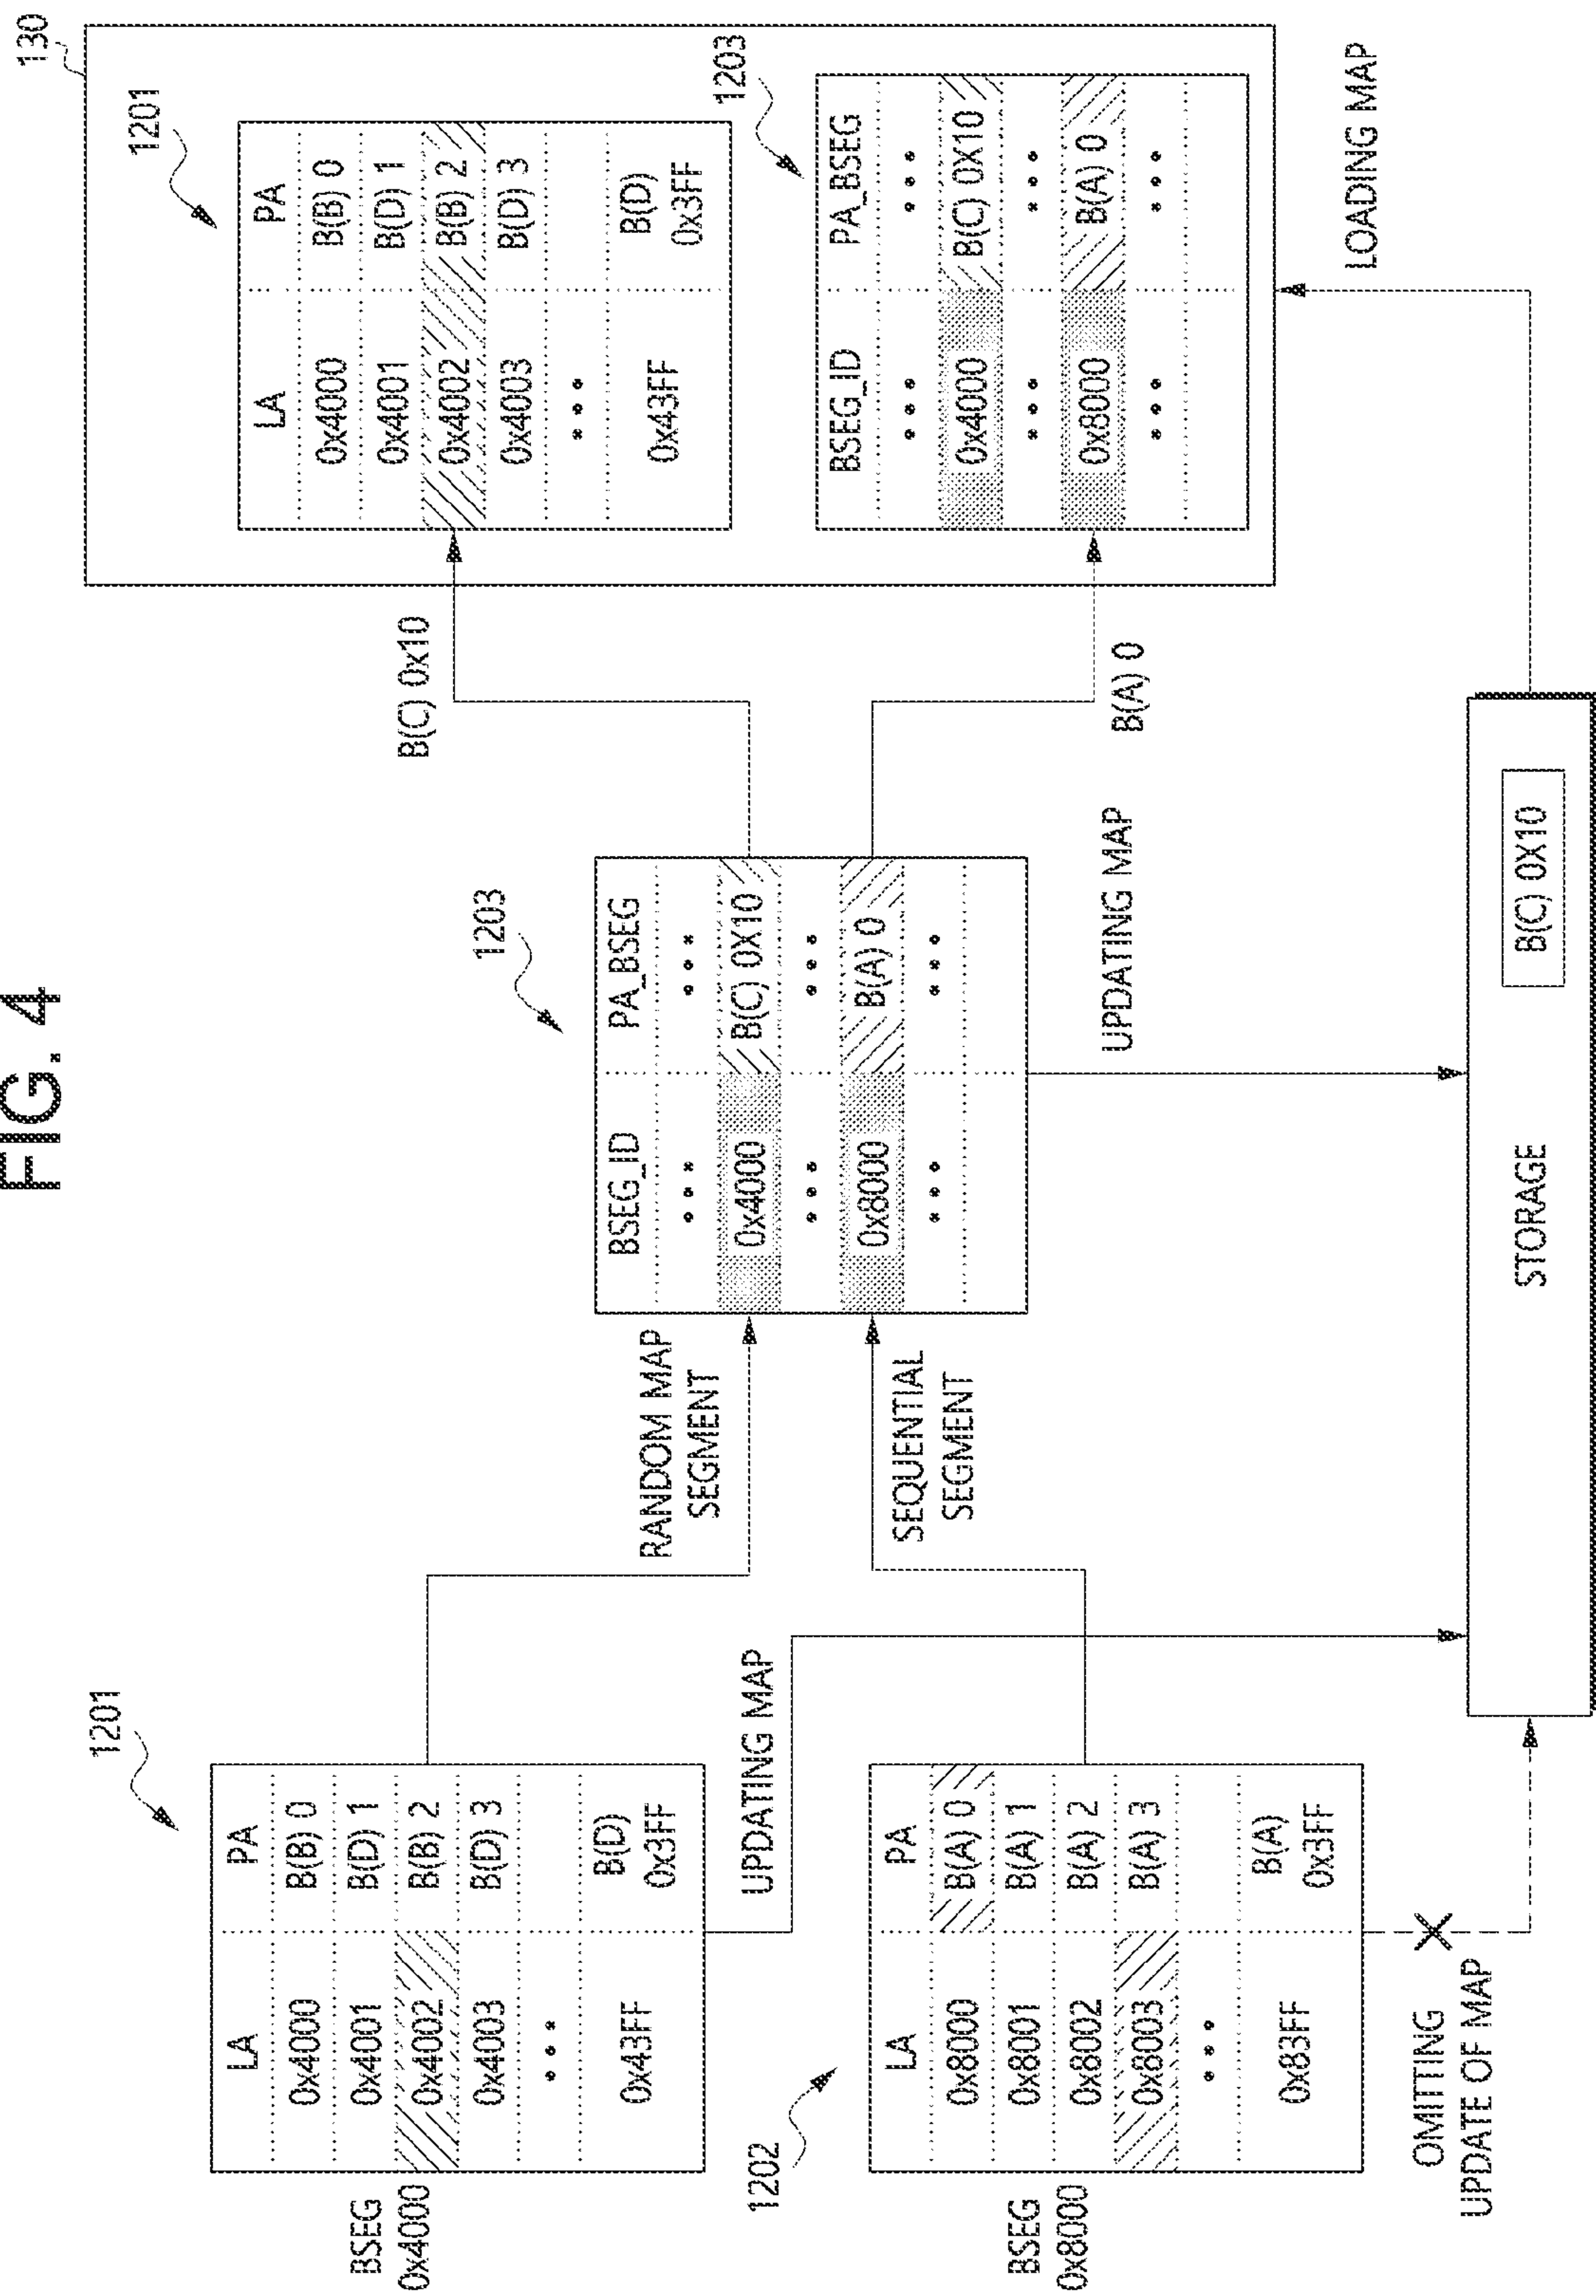 FIG. 4
1201
BSEG
0x4000
LA PA
0x4000 B(B) 0
0x4001 B(D) 1
0x4002 B(B) 2
0x4003 B(D) 3
•••
0x43FF B(D)
0x3FF
UPDATING MAP
1202
BSEG
0x8000
LA PA
0x8000 B(A) 0
0x8001 B(A) 1
0x8002 B(A) 2
0x8003 B(A) 3
•••
0x83FF B(A)
0x3FF
OMITTING
UPDATE OF MAP
RANDOM MAP
SEGMENT
SEQUENTIAL
SEGMENT
1203
BSEG_ID PA_BSEG
••• •••
0x4000 B(C) 0X10
••• •••
0x8000 B(A) 0
••• •••
UPDATING MAP
B(C) 0x10
B(A) 0
130
1201
LA PA
0x4000 B(B) 0
0x4001 B(D) 1
0x4002 B(B) 2
0x4003 B(D) 3
•••
0x43FF B(D)
0x3FF
1203
BSEG_ID PA_BSEG
••• •••
0x4000 B(C) 0X10
••• •••
0x8000 B(A) 0
••• •••
LOADING MAP
STORAGE
B(C) 0X10